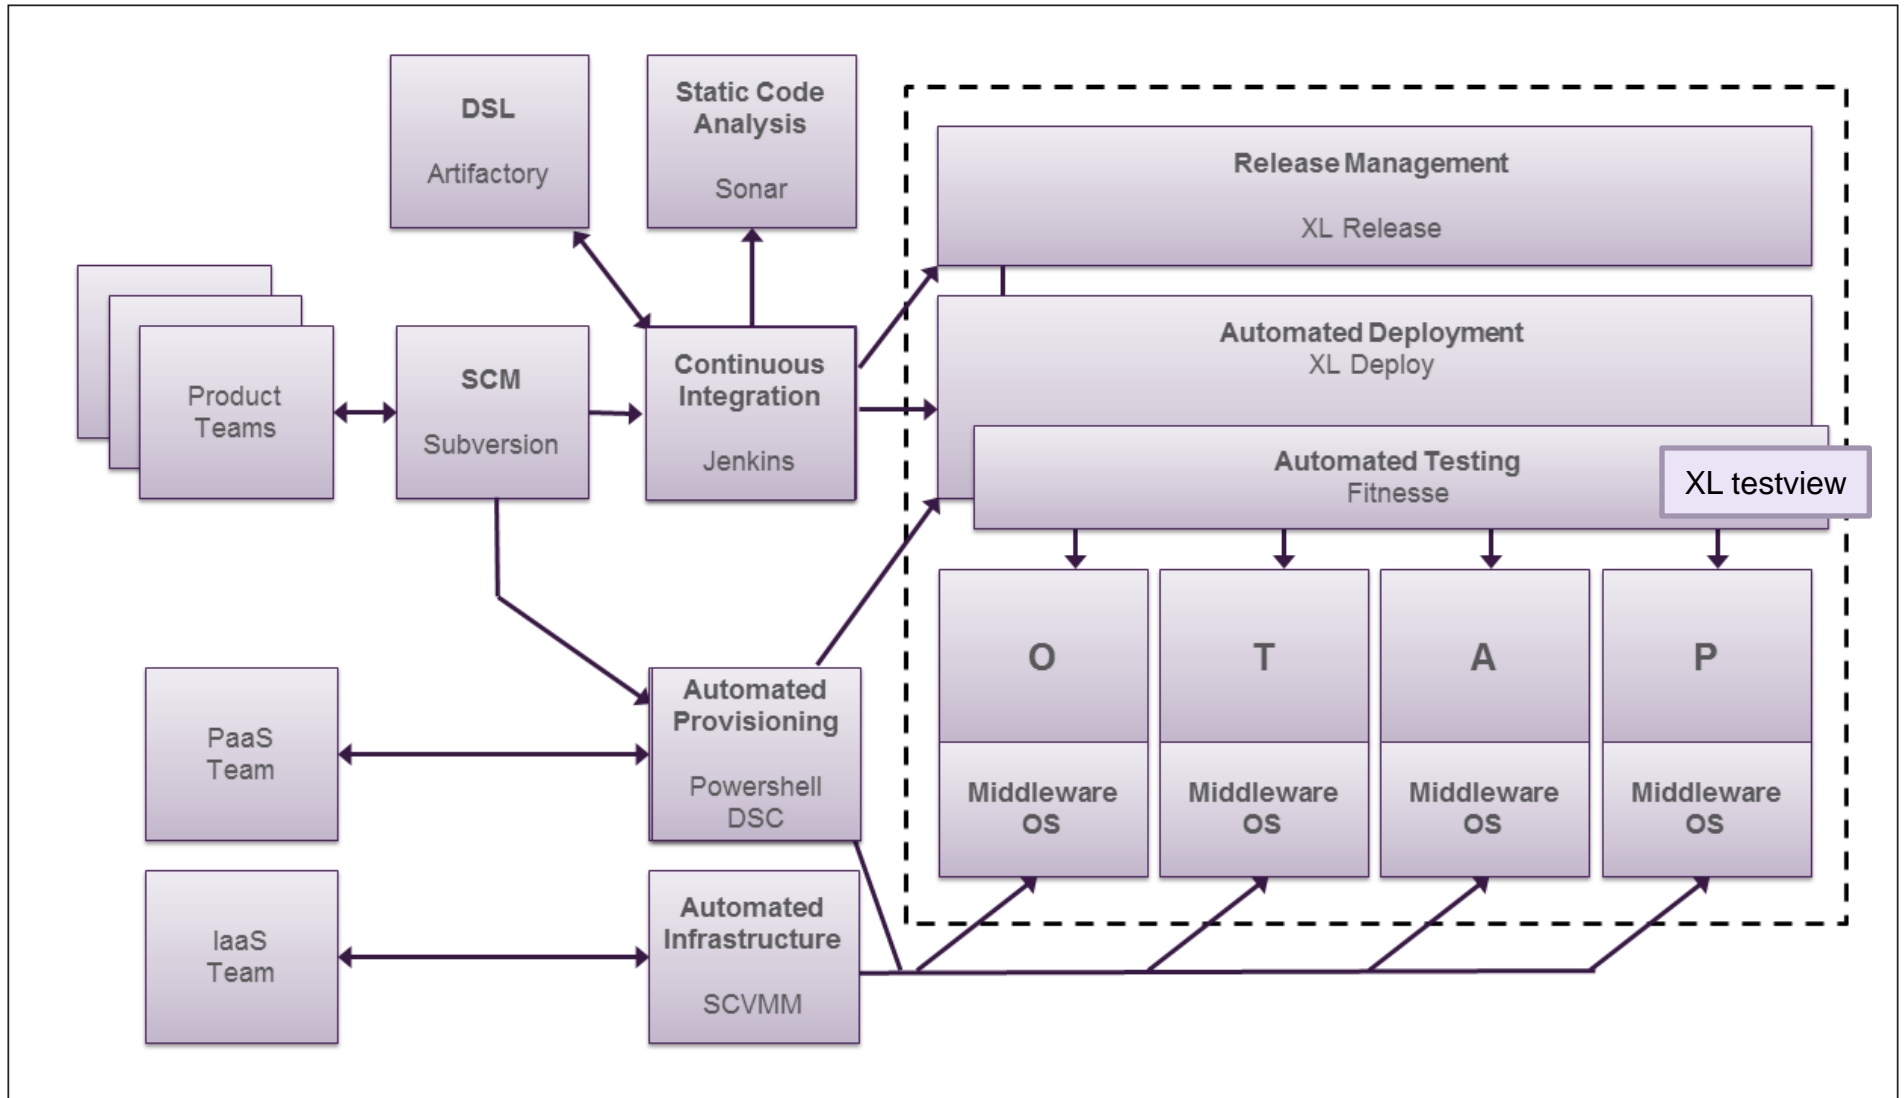 DSL
Artifactory
Static Code
Analysis
Sonar
Release Management
XL Release
Product
Teams
SCM
Subversion
Continuous
Integration
Jenkins
Automated Deployment
XL Deploy
Automated Testing
Fitnesse
XL testview
O
T
A
P
Middleware
OS
Middleware
OS
Middleware
OS
Middleware
OS
PaaS
Team
Automated
Provisioning
Powershell
DSC
IaaS
Team
Automated
Infrastructure
SCVMM